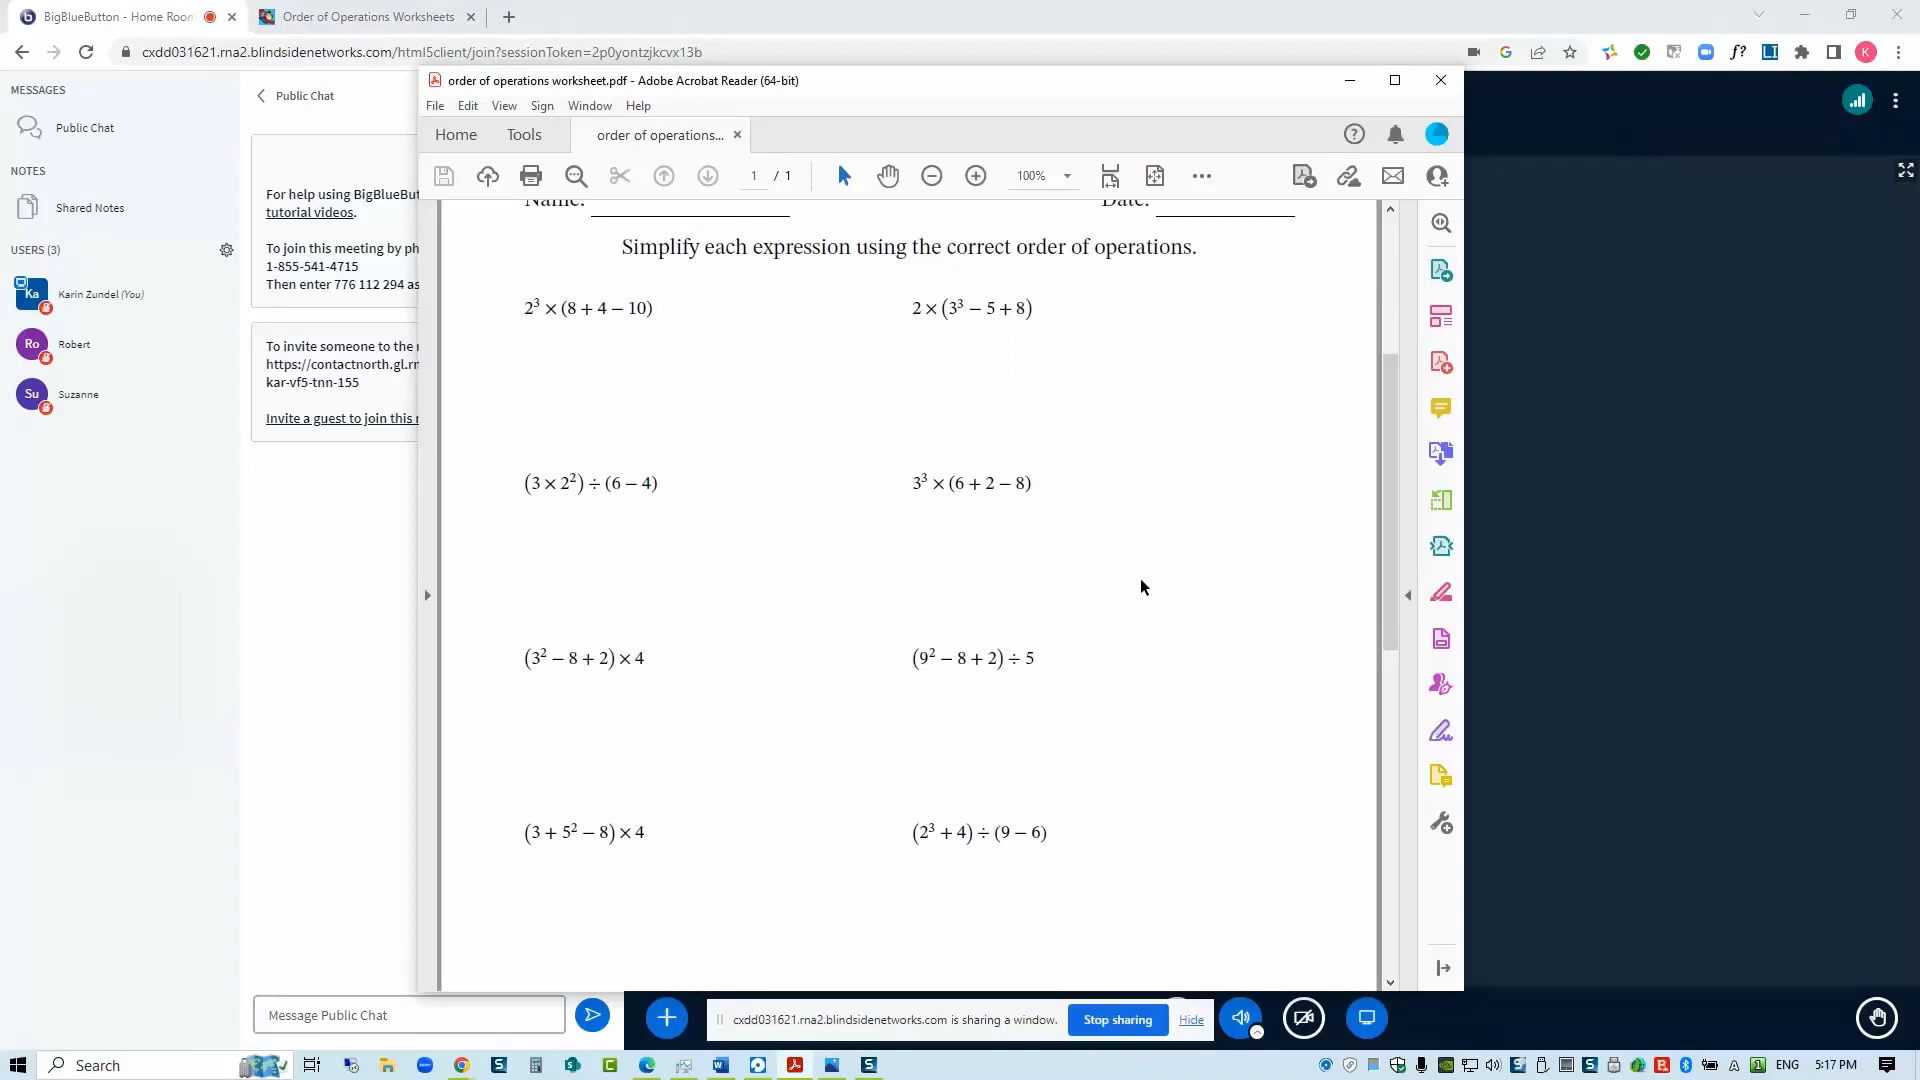 BigBlueButton - Home Room
Order of Operations Worksheets
cxdd031621.rna2.blindsidenetworks.com/html5client/join?sessionToken=2p0yontzjkcvx13b
MESSAGES
Public Chat
NOTES
Shared Notes
USERS (3)
Ka
Karin Zundel (You)
Ro
Robert
Su
Suzanne
Public Chat
For help using BigBlueBut
tutorial videos.
To join this meeting by ph
1-855-541-4715
Then enter 776 112 294 as
To invite someone to the
https://contactnorth.gl.rn
kar-vf5-tnn-155
Invite a guest to join this
Message Public Chat
order of operations worksheet.pdf - Adobe Acrobat Reader (64-bit)
File Edit View Sign Window Help
Home Tools order of operations...
1 / 1 100%
Name: Date:
Simplify each expression using the correct order of operations.
2³ × (8 + 4 − 10) 2 × (3³ − 5 + 8)
(3 × 2²) ÷ (6 − 4) 3³ × (6 + 2 − 8)
(3² − 8 + 2) × 4 (9² − 8 + 2) ÷ 5
(3 + 5² − 8) × 4 (2³ + 4) ÷ (9 − 6)
cxdd031621.rna2.blindsidenetworks.com is sharing a window. Stop sharing Hide
Search
ENG 5:17 PM